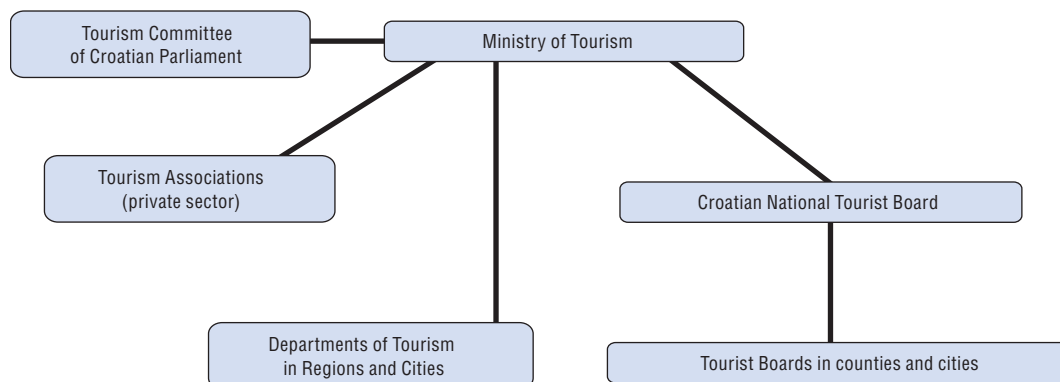 Tourism Committee
of Croatian Parliament
Ministry of Tourism
Tourism Associations
(private sector)
Croatian National Tourist Board
Departments of Tourism
in Regions and Cities
Tourist Boards in counties and cities